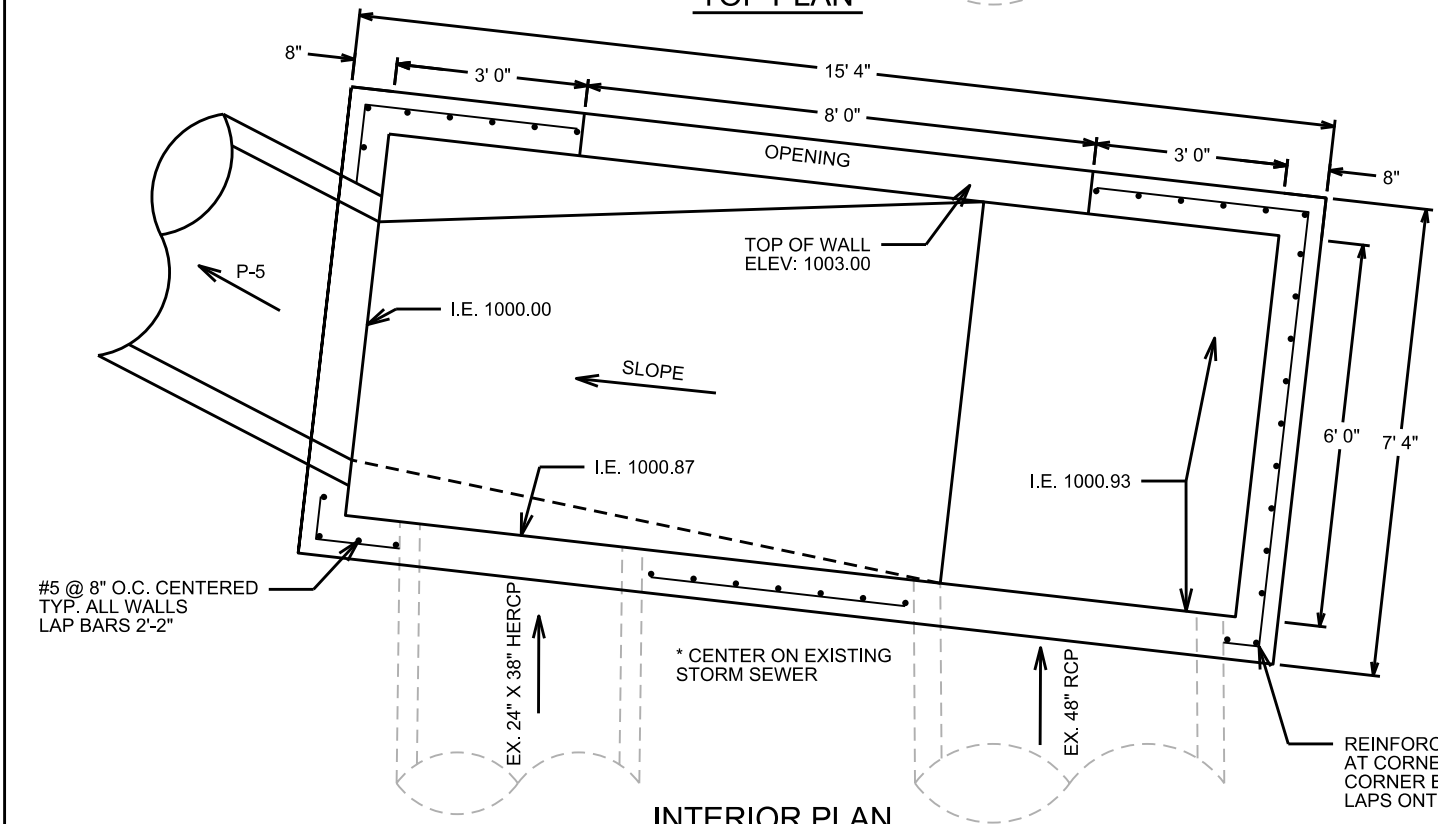 TOP PLAN
8"
3' 0"
15' 4"
8' 0"
3' 0"
8"
OPENING
TOP OF WALL
ELEV: 1003.00
P-5
I.E. 1000.00
SLOPE
6' 0"
7' 4"
I.E. 1000.87
I.E. 1000.93
#5 @ 8" O.C. CENTERED
TYP. ALL WALLS
LAP BARS 2'-2"
EX. 24" X 38" HERCP
* CENTER ON EXISTING
STORM SEWER
EX. 48" RCP
AT
LAPS
INTERIOR PLAN